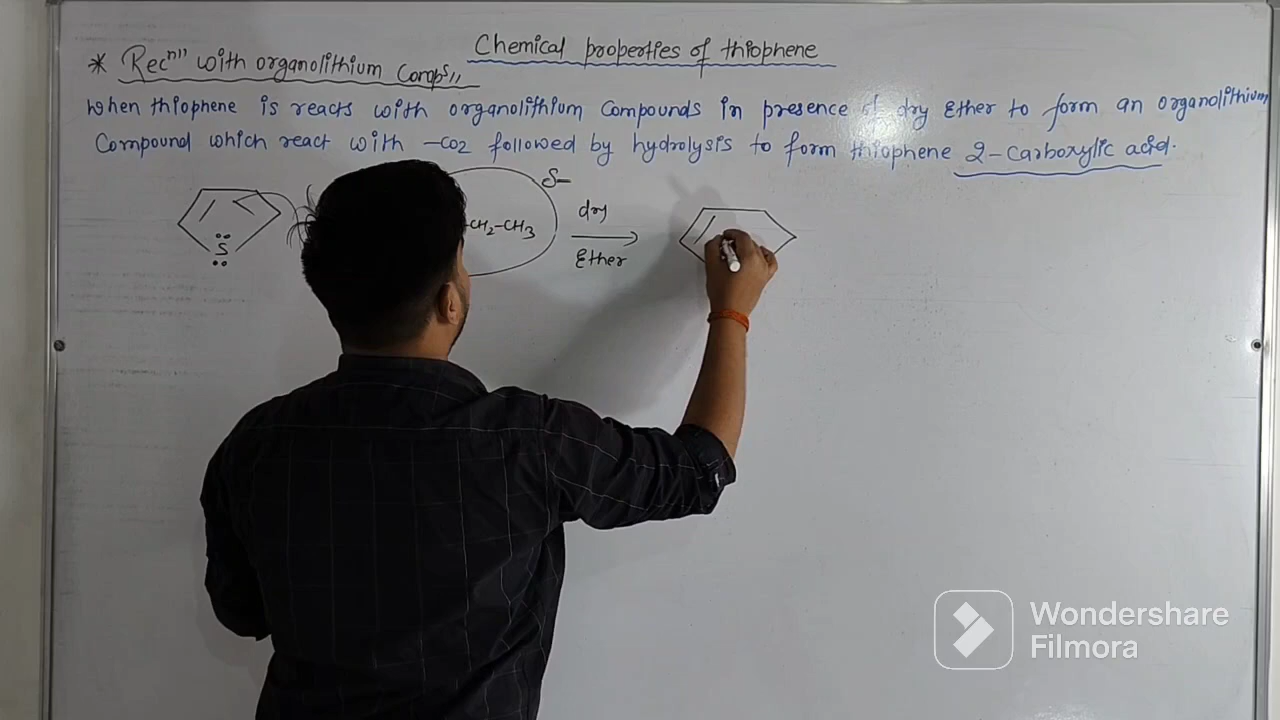 Chemical properties of thiophene
* Recⁿ" with organolithium Comps,,
When thiophene is reacts with organolithium Compounds in presence of dry Ether to form an organolithium
Compound which react with -CO2 followed by hydrolysis to form thiophene 2-Carboxylic acid.
S
-CH2-CH3
δ-
dry
Ether
Wondershare
Filmora